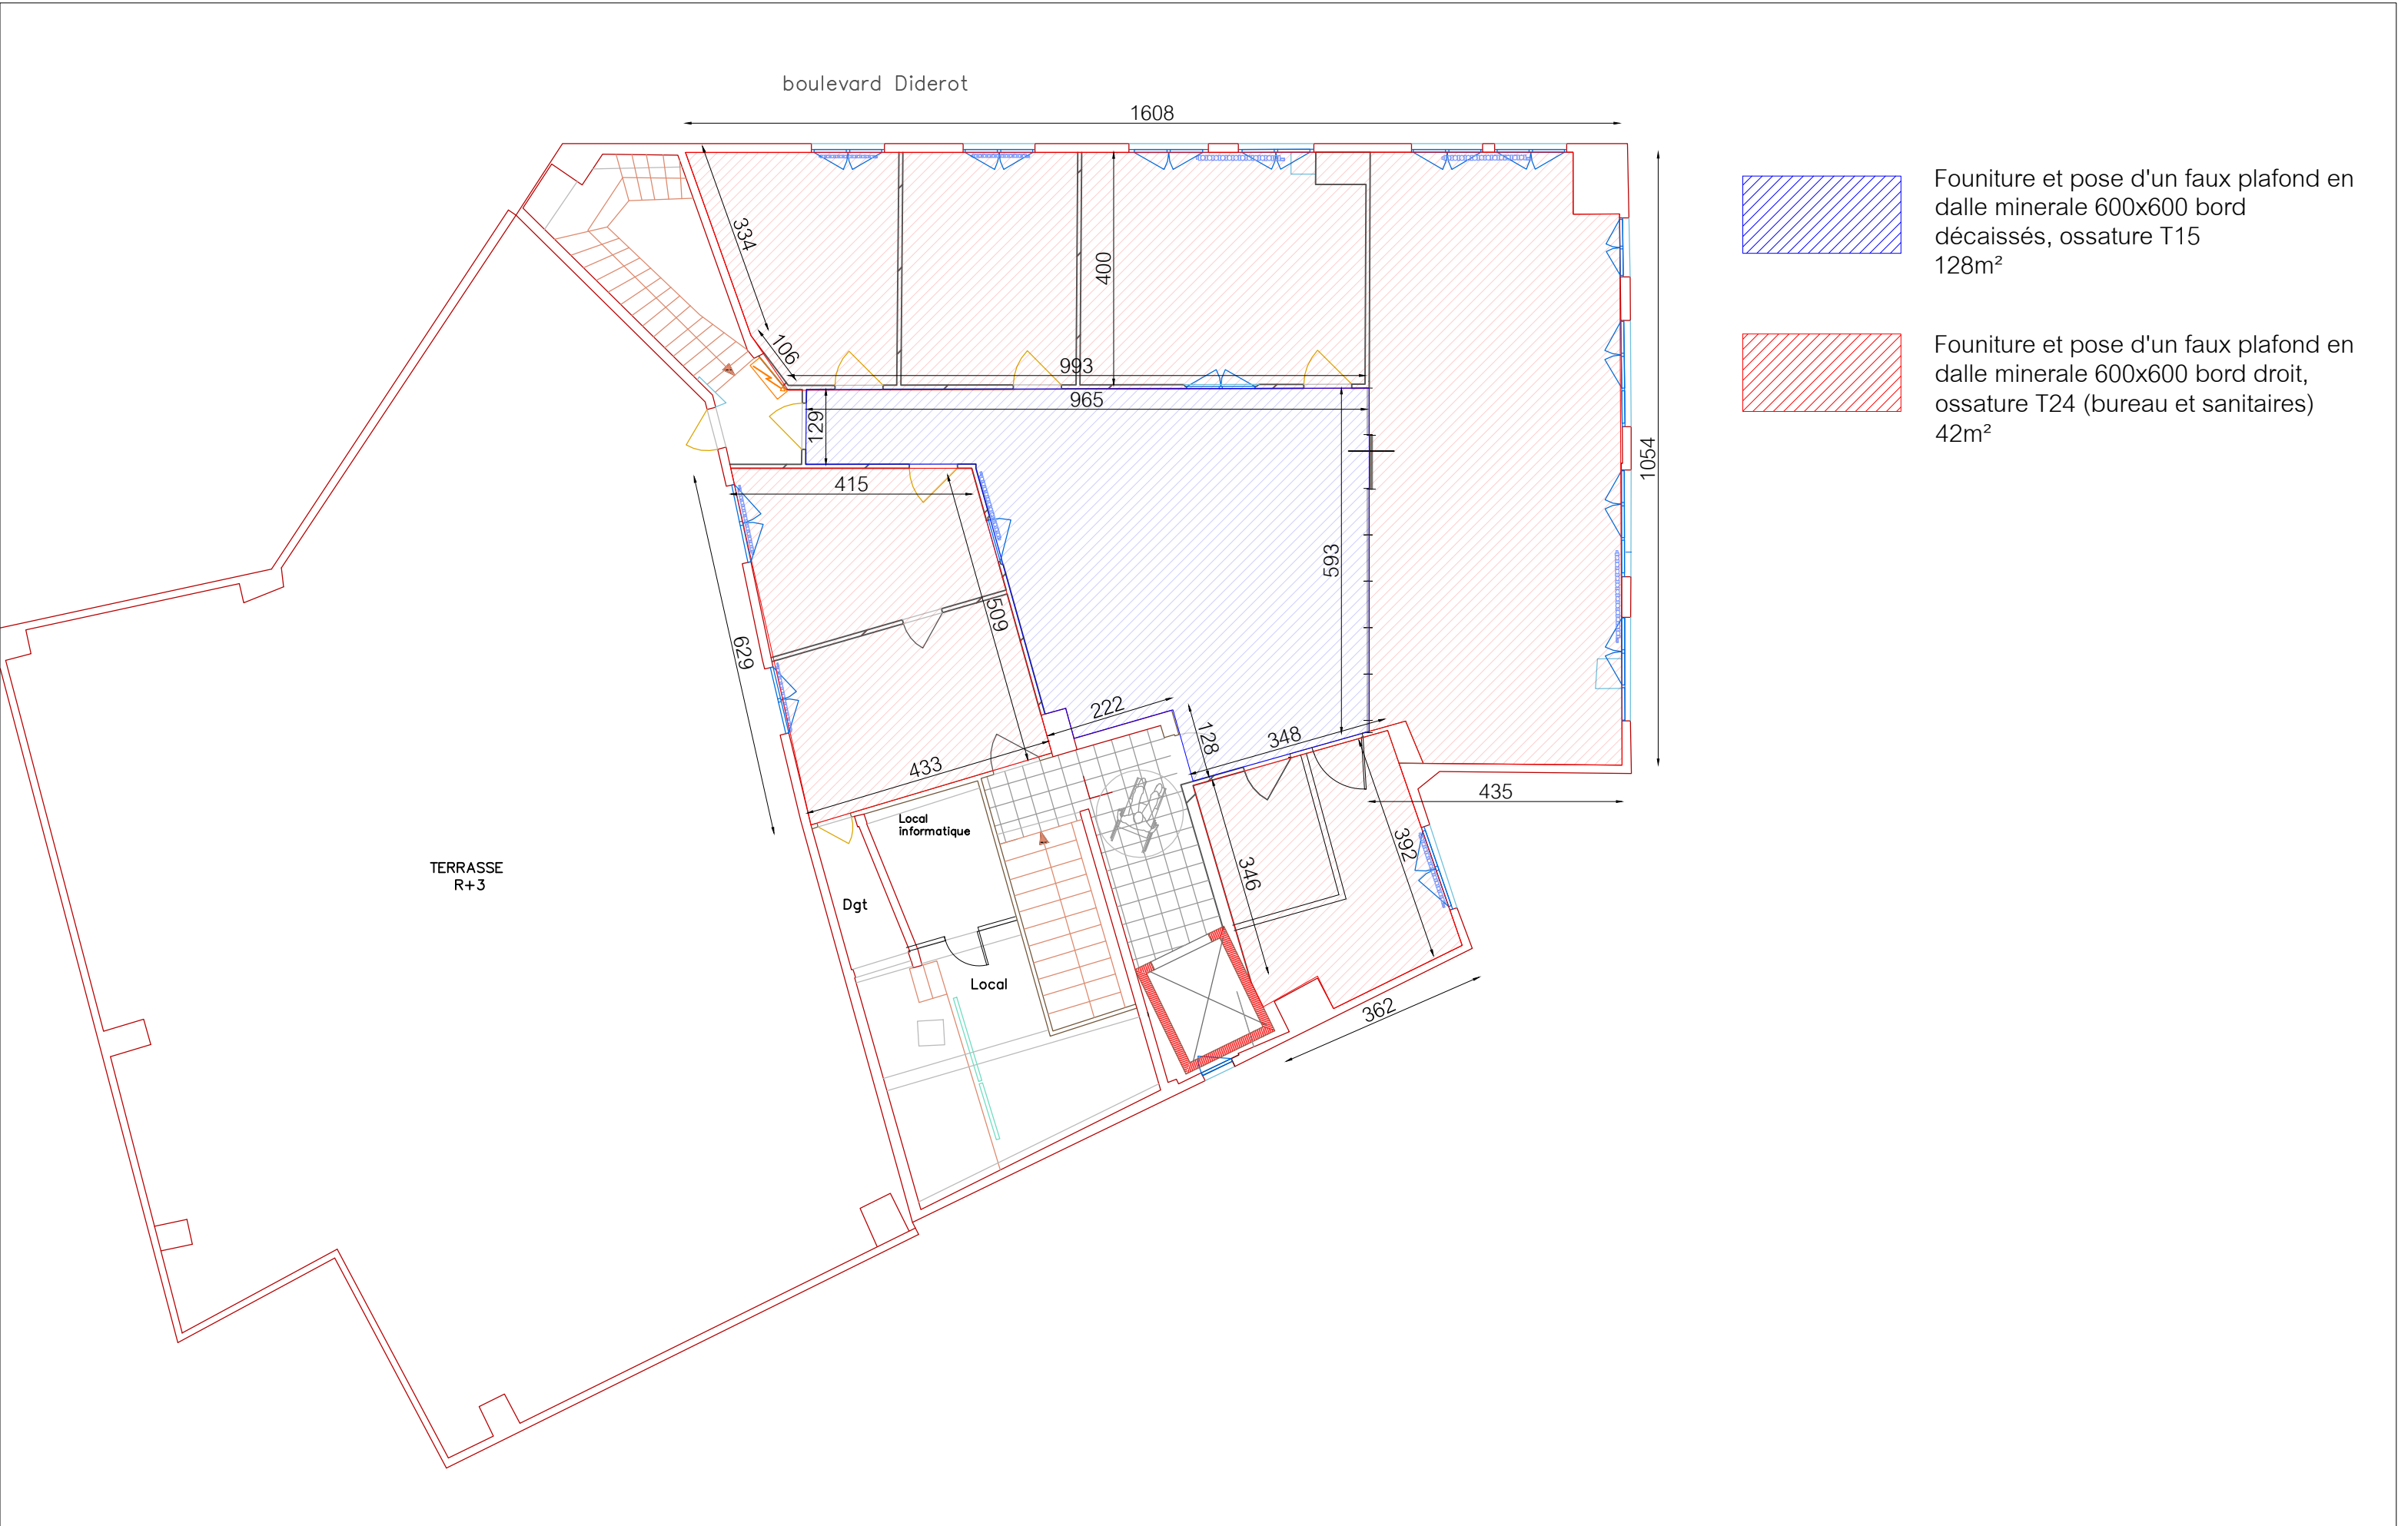 boulevard Diderot
1608
Founiture et pose d'un faux plafond en
dalle minerale 600x600 bord
décaissés, ossature T15
128m²
Founiture et pose d'un faux plafond en
dalle minerale 600x600 bord droit,
ossature T24 (bureau et sanitaires)
42m²
334
400
106
993
965
129
1054
415
593
509
629
222
128
348
433
435
Local
informatique
392
346
TERRASSE
R+3
Dgt
Local
362